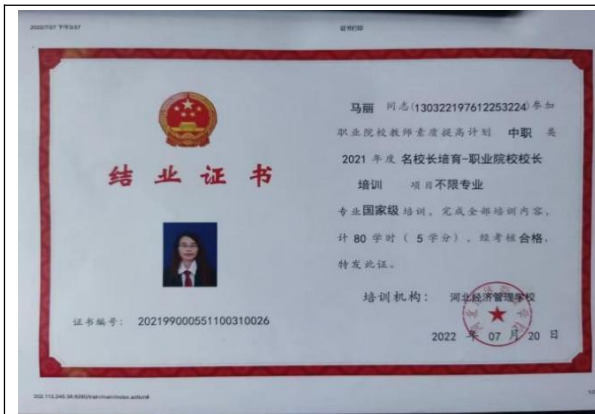 证书打印
结业证书
马丽 同志(130322197612253224)参加
职业院校教师素质提高计划 中职 类
2021 年度 名校长培育-职业院校校长
培训 项目不限专业
专业国家级培训，完成全部培训内容，
计 80 学时（ 5 学分），经考核合格，
特发此证。
培训机构： 河北经济管理学校
证书编号： 202199000551100310026
2022 年 07 月 20 日